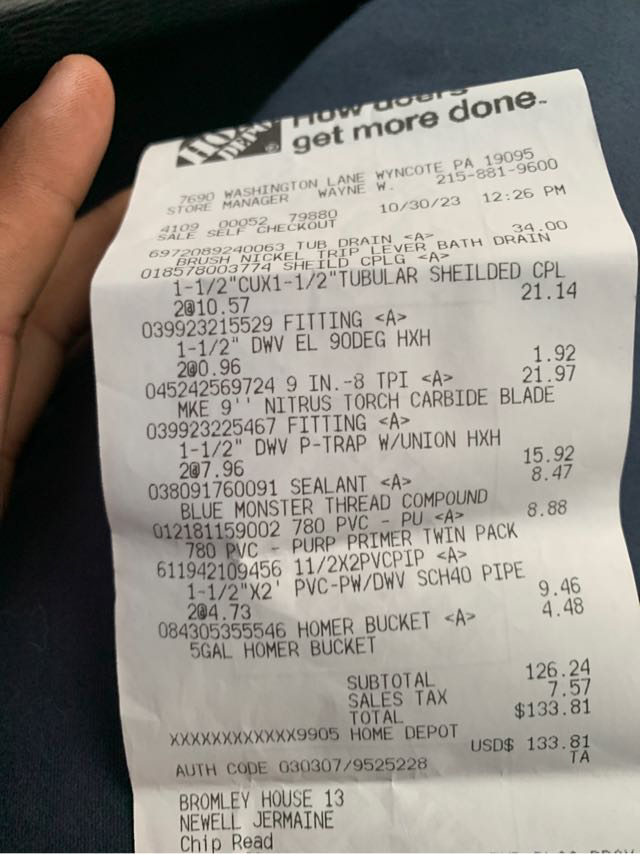 THE HOME DEPOT
How doers
get more done.
7690 WASHINGTON LANE WYNCOTE PA 19095
STORE MANAGER WAYNE W. 215-881-9600
4109 00052 79880 10/30/23 12:26 PM
SALE SELF CHECKOUT
6972089240063 TUB DRAIN <A> 34.00
BRUSH NICKEL TRIP LEVER BATH DRAIN
018578003774 SHEILD CPLG <A>
1-1/2"CUX1-1/2"TUBULAR SHEILDED CPL
2@10.57 21.14
039923215529 FITTING <A>
1-1/2" DWV EL 90DEG HXH
2@0.96 1.92
045242569724 9 IN.-8 TPI <A> 21.97
MKE 9'' NITRUS TORCH CARBIDE BLADE
039923225467 FITTING <A>
1-1/2" DWV P-TRAP W/UNION HXH
2@7.96 15.92
038091760091 SEALANT <A> 8.47
BLUE MONSTER THREAD COMPOUND
012181159002 780 PVC - PU <A> 8.88
780 PVC - PURP PRIMER TWIN PACK
611942109456 11/2X2PVCPIP <A>
1-1/2"X2' PVC-PW/DWV SCH40 PIPE
2@4.73 9.46
084305355546 HOMER BUCKET <A> 4.48
5GAL HOMER BUCKET
SUBTOTAL 126.24
SALES TAX 7.57
TOTAL $133.81
XXXXXXXXXXXX9905 HOME DEPOT
USD$ 133.81
AUTH CODE 030307/9525228 TA
BROMLEY HOUSE 13
NEWELL JERMAINE
Chip Read